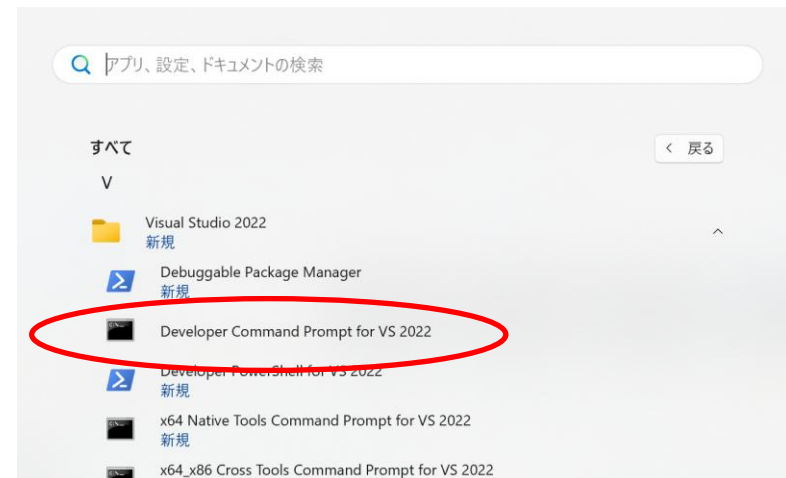 アプリ、設定、ドキュメントの検索
すべて
< 戻る
V
Visual Studio 2022
新規
Debuggable Package Manager
新規
Developer Command Prompt for VS 2022
Developer PowerShell for VS 2022
新規
x64 Native Tools Command Prompt for VS 2022
新規
x64_x86 Cross Tools Command Prompt for VS 2022